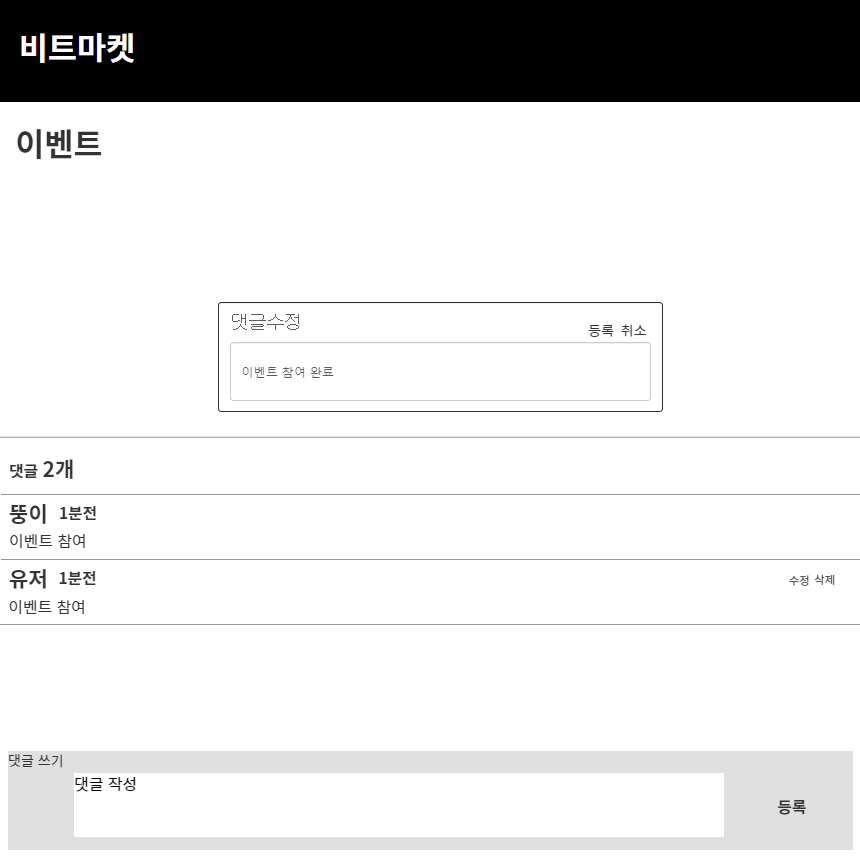 비트마켓
이벤트
댓글수정
등록 취소
이벤트 참여 완료
댓글 2개
뚱이 1분전
이벤트 참여
유저 1분전 수정 삭제
이벤트 참여
댓글 쓰기
댓글 작성
등록